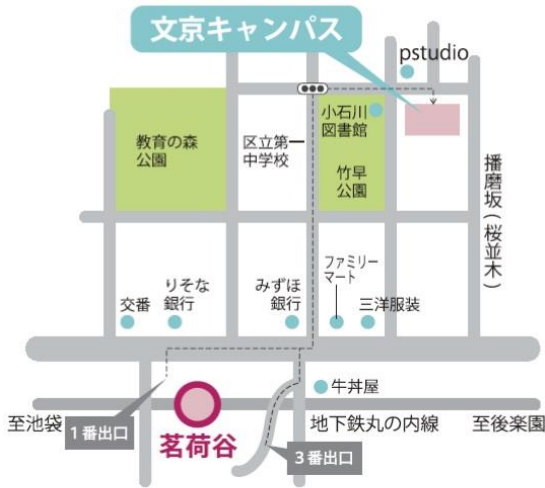 文京キャンパス
pstudio
小石川
図書館
教育の森
公園
区立第一
中学校
竹早
公園
播磨坂(桜並木)
ファミリー
マート
りそな
銀行
みずほ
銀行
交番
三洋服装
牛丼屋
至池袋
1番出口
茗荷谷
3番出口
地下鉄丸の内線
至後楽園